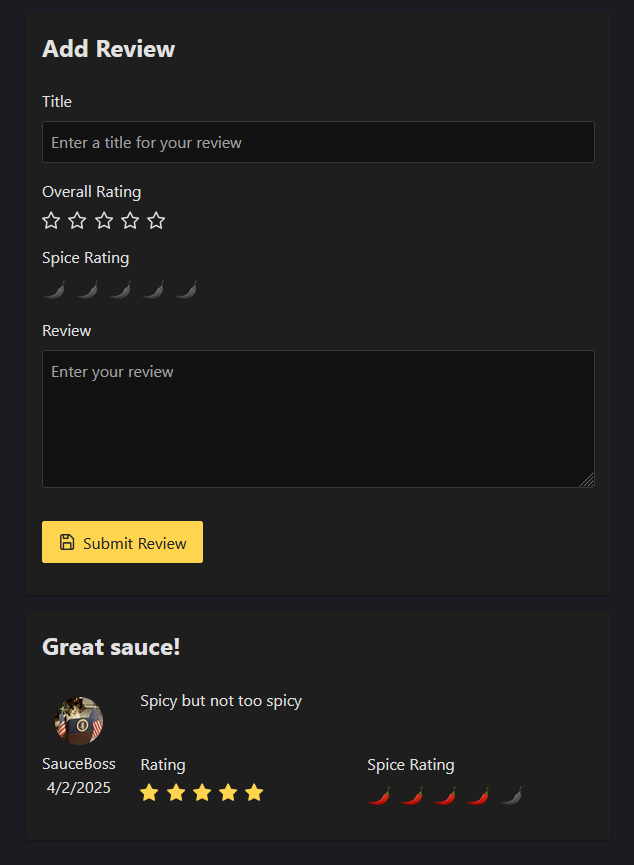 Add Review
Title
Enter a title for your review
Overall Rating
Spice Rating
Review
Enter your review
Submit Review
Great sauce!
Spicy but not too spicy
SauceBoss
4/2/2025
Rating
Spice Rating